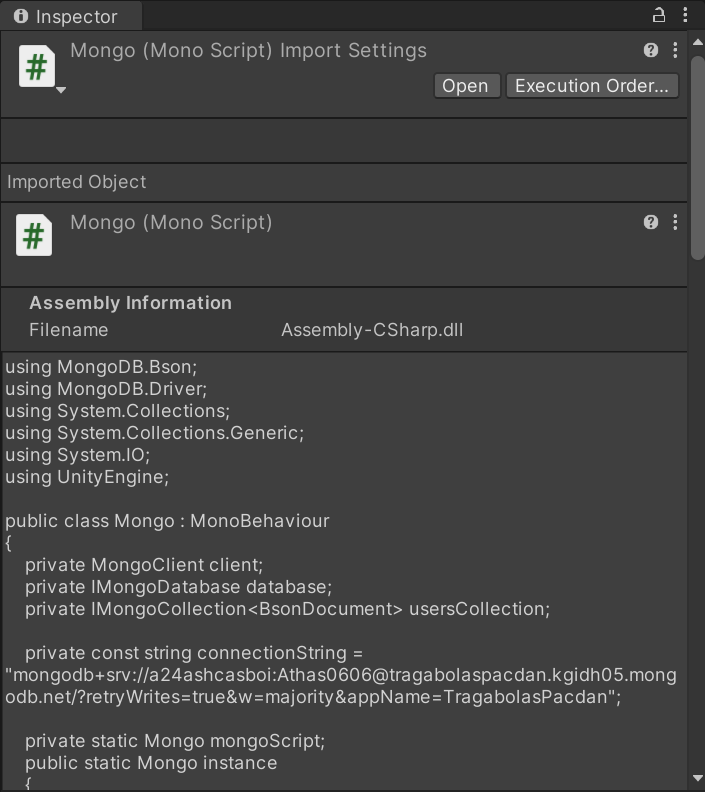 Inspector
Mongo (Mono Script) Import Settings
Open
Execution Order...
Imported Object
Mongo (Mono Script)
Assembly Information
Filename Assembly-CSharp.dll
using MongoDB.Bson;
using MongoDB.Driver;
using System.Collections;
using System.Collections.Generic;
using System.IO;
using UnityEngine;
public class Mongo : MonoBehaviour
{
private MongoClient client;
private IMongoDatabase database;
private IMongoCollection<BsonDocument> usersCollection;
private const string connectionString =
"mongodb+srv://a24ashcasboi:Athas0606@tragabolaspacdan.kgidh05.mong
odb.net/?retryWrites=true&w=majority&appName=TragabolasPacdan";
private static Mongo mongoScript;
public static Mongo instance
{